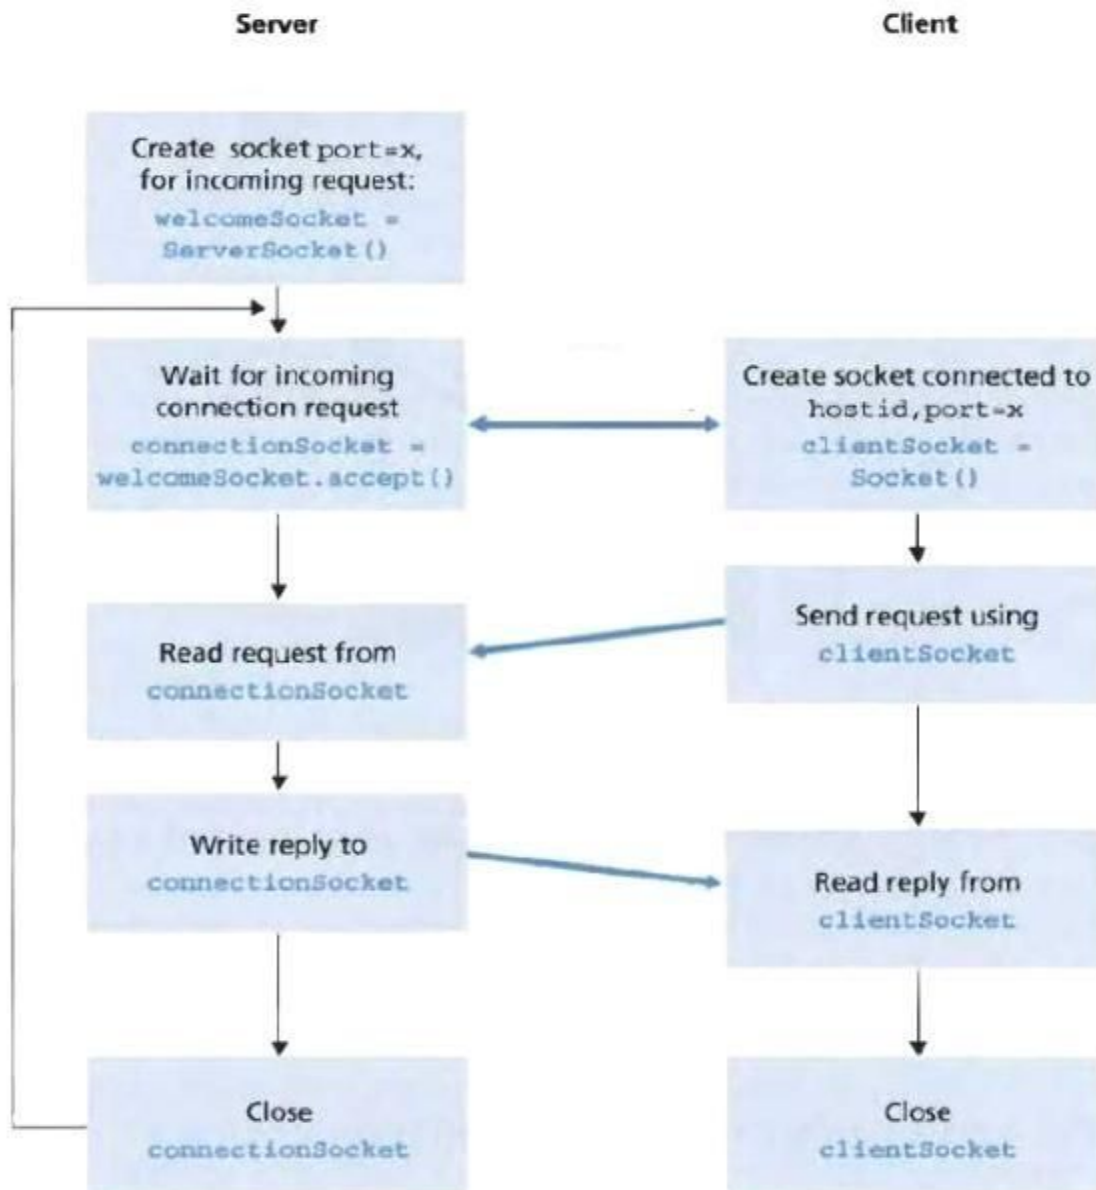 Server
Client
Create socket port=x,
for incoming request:
welcomeSocket =
ServerSocket()
Wait for incoming
connection request
connectionSocket =
welcomeSocket.accept()
Create socket connected to
hostid,port=x
clientSocket =
Socket()
Send request using
clientSocket
Read request from
connectionSocket
Write reply to
connectionSocket
Read reply from
clientSocket
Close
connectionSocket
Close
clientSocket